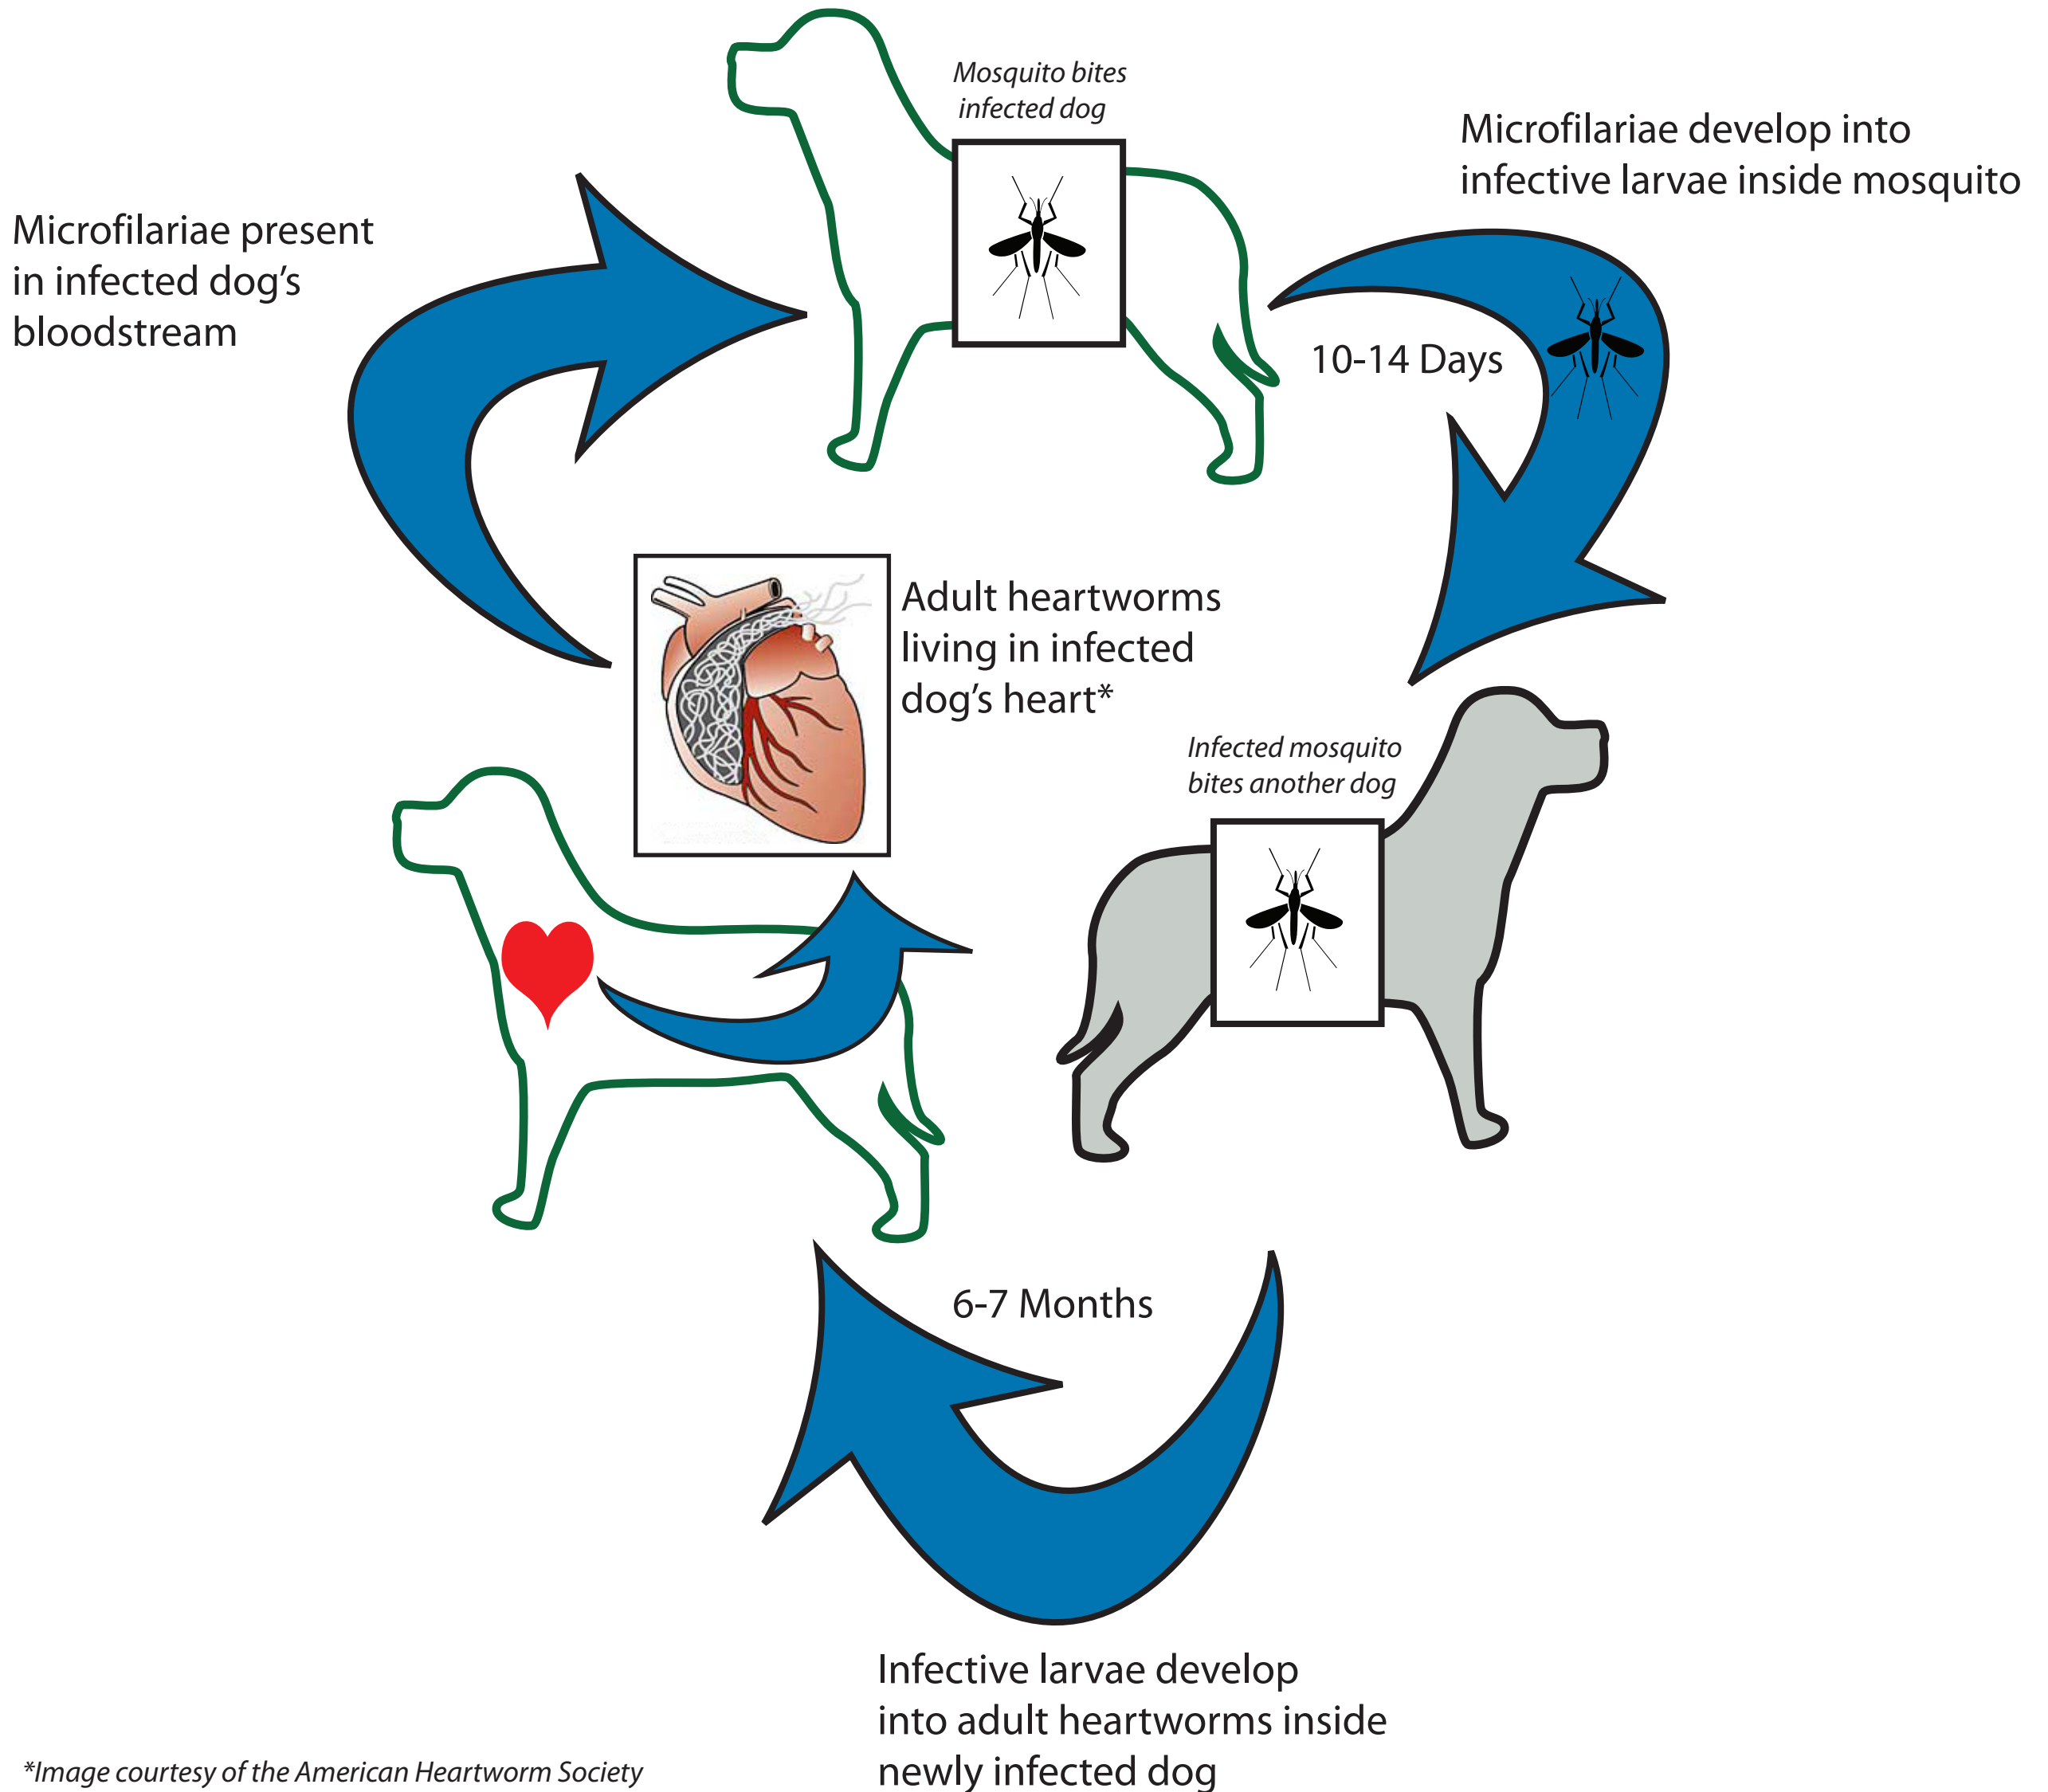 Mosquito bites
infected dog
Microfilariae develop into
infective larvae inside mosquito
Microfilariae present
in infected dog’s
bloodstream
10-14 Days
Adult heartworms
living in infected
dog’s heart*
Infected mosquito
bites another dog
6-7 Months
Infective larvae develop
into adult heartworms inside
newly infected dog
*Image courtesy of the American Heartworm Society